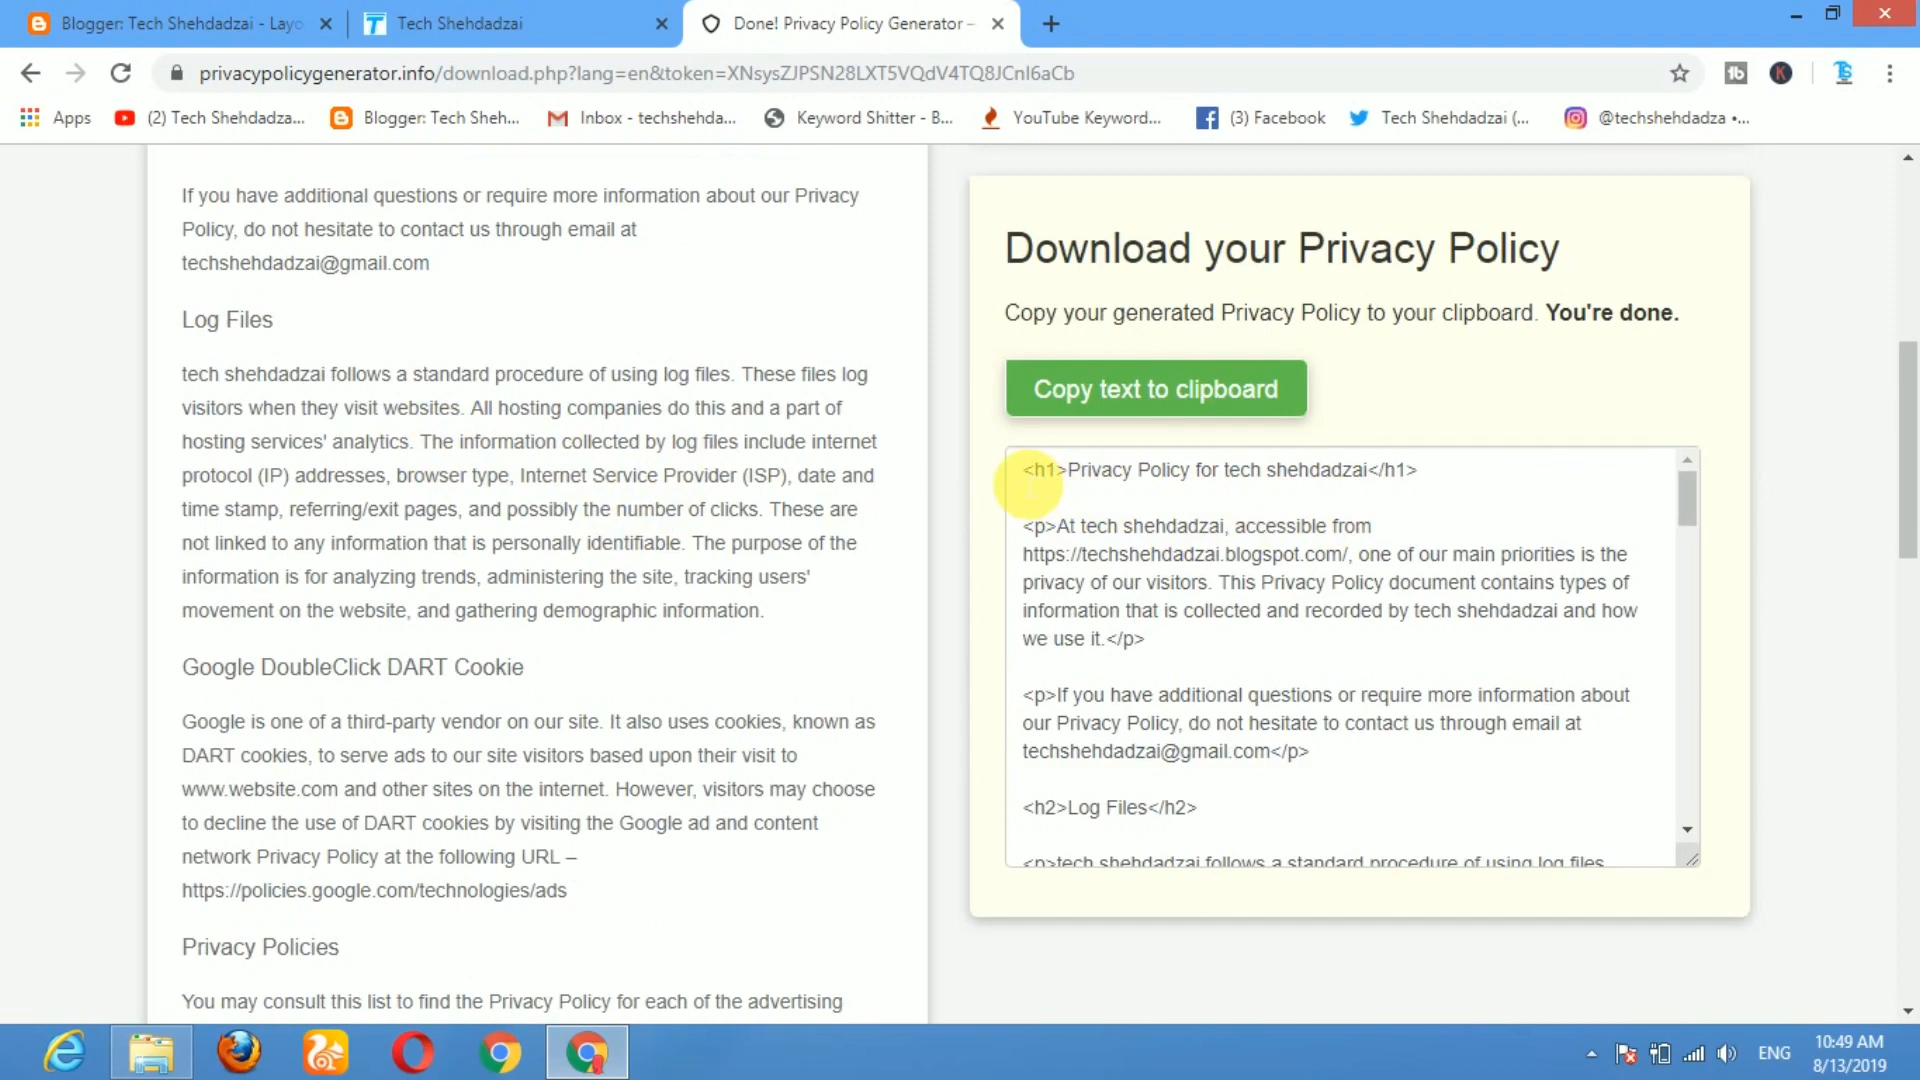 Blogger: Tech Shehdadzai - Layo
Tech Shehdadzai
Done! Privacy Policy Generator –
privacypolicygenerator.info/download.php?lang=en&token=XNsysZJPSN28LXT5VQdV4TQ8JCnl6aCb
Apps
(2) Tech Shehdadza...
Blogger: Tech Sheh...
Inbox - techshehda...
Keyword Shitter - B...
YouTube Keyword...
(3) Facebook
Tech Shehdadzai (...
@techshehdadza •...
If you have additional questions or require more information about our Privacy
Policy, do not hesitate to contact us through email at
techshehdadzai@gmail.com
Log Files
tech shehdadzai follows a standard procedure of using log files. These files log
visitors when they visit websites. All hosting companies do this and a part of
hosting services' analytics. The information collected by log files include internet
protocol (IP) addresses, browser type, Internet Service Provider (ISP), date and
time stamp, referring/exit pages, and possibly the number of clicks. These are
not linked to any information that is personally identifiable. The purpose of the
information is for analyzing trends, administering the site, tracking users'
movement on the website, and gathering demographic information.
Google DoubleClick DART Cookie
Google is one of a third-party vendor on our site. It also uses cookies, known as
DART cookies, to serve ads to our site visitors based upon their visit to
www.website.com and other sites on the internet. However, visitors may choose
to decline the use of DART cookies by visiting the Google ad and content
network Privacy Policy at the following URL –
https://policies.google.com/technologies/ads
Privacy Policies
You may consult this list to find the Privacy Policy for each of the advertising
Download your Privacy Policy
Copy your generated Privacy Policy to your clipboard. You're done.
Copy text to clipboard
<h1>Privacy Policy for tech shehdadzai</h1>
<p>At tech shehdadzai, accessible from
https://techshehdadzai.blogspot.com/, one of our main priorities is the
privacy of our visitors. This Privacy Policy document contains types of
information that is collected and recorded by tech shehdadzai and how
we use it.</p>
<p>If you have additional questions or require more information about
our Privacy Policy, do not hesitate to contact us through email at
techshehdadzai@gmail.com</p>
<h2>Log Files</h2>
<p>tech shehdadzai follows a standard procedure of using log files.
ENG
10:49 AM
8/13/2019